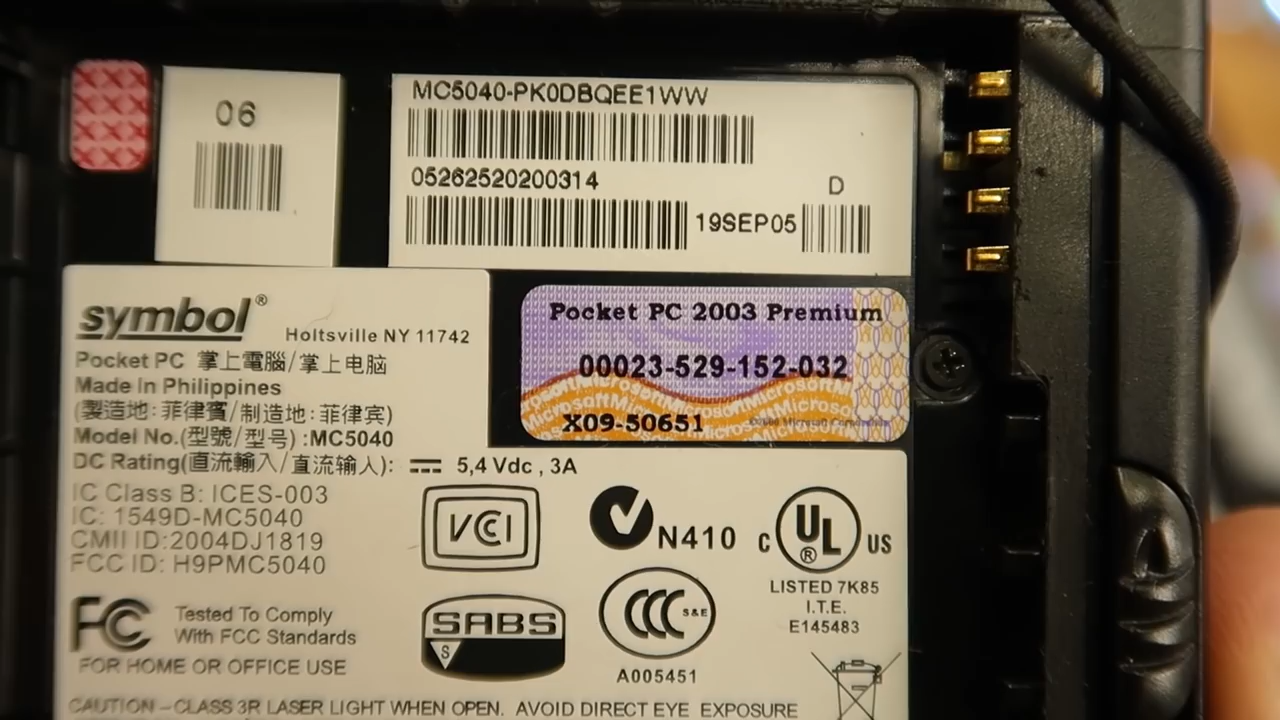 06
MC5040-PK0DBQEE1WW
05262520200314
19SEP05
D
symbol®
Holtsville NY 11742
Pocket PC 掌上電腦/掌上电脑
Made In Philippines
(製造地:菲律賓/制造地:菲律宾)
Model No.(型號/型号) :MC5040
DC Rating(直流輸入/直流输入): 5,4 Vdc , 3A
IC Class B: ICES-003
IC: 1549D-MC5040
CMII ID:2004DJ1819
FCC ID: H9PMC5040
Pocket PC 2003 Premium
00023-529-152-032
X09-50651
VCCI
N410
C UL® US
LISTED 7K85
I.T.E.
E145483
FC Tested To Comply
With FCC Standards
FOR HOME OR OFFICE USE
SABS
S
CCC S&E
A005451
CAUTION – CLASS 3R LASER LIGHT WHEN OPEN. AVOID DIRECT EYE EXPOSURE